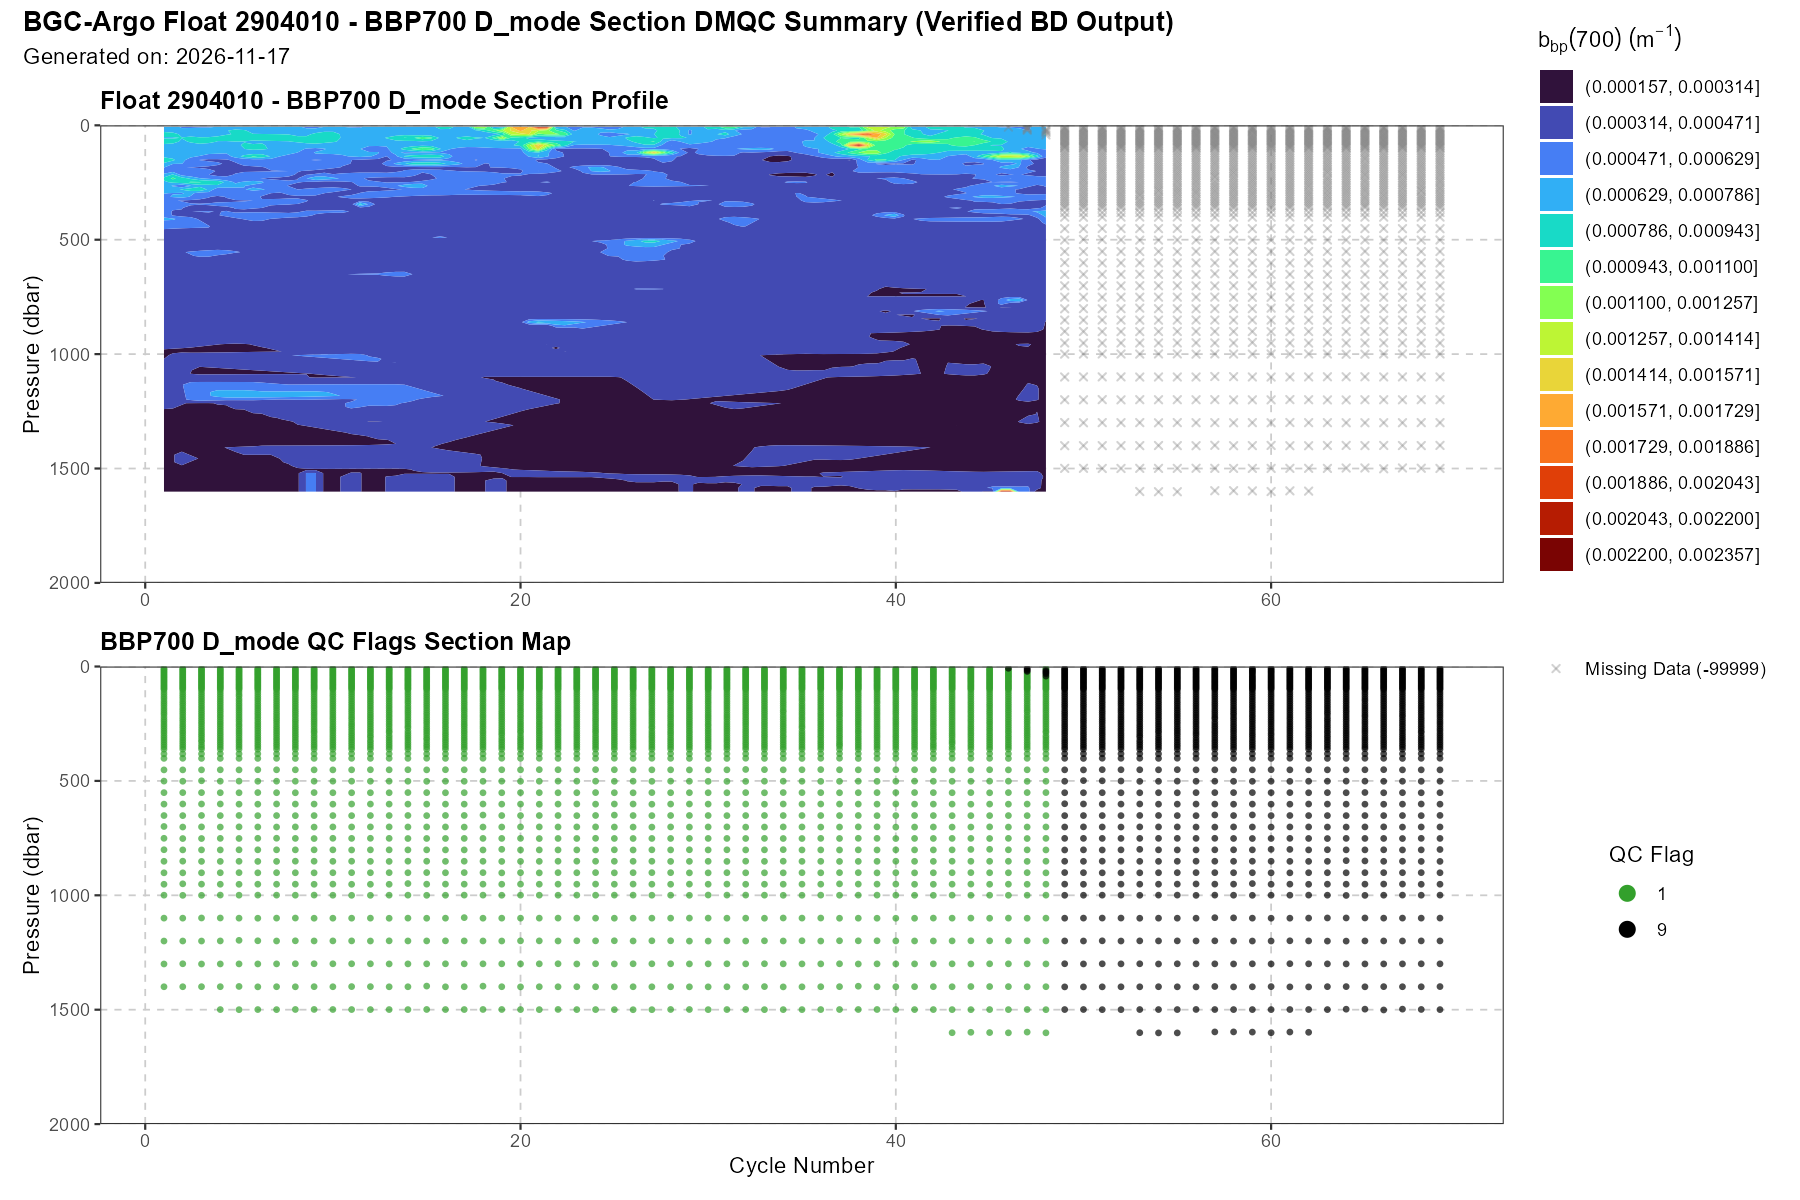 BGC-Argo Float 2904010 - BBP700 D_mode Section DMQC Summary (Verified BD Output)
Generated on: 2026-11-17
Float 2904010 - BBP700 D_mode Section Profile
Pressure (dbar)
0
500
1000
1500
2000
0 20 40 60
b_bp(700) (m⁻¹)
(0.000157, 0.000314]
(0.000314, 0.000471]
(0.000471, 0.000629]
(0.000629, 0.000786]
(0.000786, 0.000943]
(0.000943, 0.001100]
(0.001100, 0.001257]
(0.001257, 0.001414]
(0.001414, 0.001571]
(0.001571, 0.001729]
(0.001729, 0.001886]
(0.001886, 0.002043]
(0.002043, 0.002200]
(0.002200, 0.002357]
Missing Data (-99999)
BBP700 D_mode QC Flags Section Map
Pressure (dbar)
0
500
1000
1500
2000
0 20 40 60
Cycle Number
QC Flag
1
9